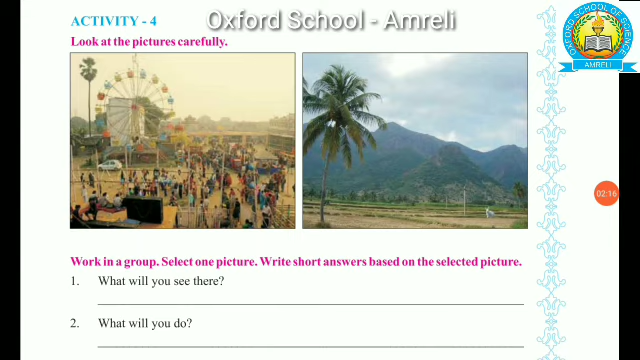 Oxford School - Amreli
OXFORD SCHOOL OF SCIENCE
AMRELI
ACTIVITY - 4
Look at the pictures carefully.
02:16
Work in a group. Select one picture. Write short answers based on the selected picture.
1. What will you see there?
2. What will you do?